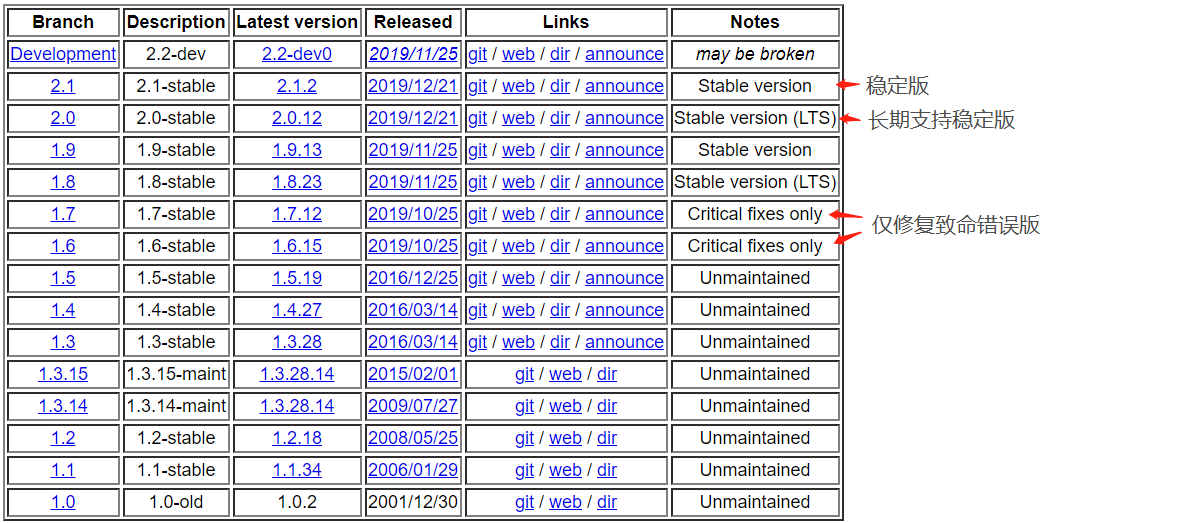 Branch Description Latest version Released Links Notes
Development 2.2-dev 2.2-dev0 2019/11/25 git / web / dir / announce may be broken
2.1 2.1-stable 2.1.2 2019/12/21 git / web / dir / announce Stable version 稳定版
2.0 2.0-stable 2.0.12 2019/12/21 git / web / dir / announce Stable version (LTS) 长期支持稳定版
1.9 1.9-stable 1.9.13 2019/11/25 git / web / dir / announce Stable version
1.8 1.8-stable 1.8.23 2019/11/25 git / web / dir / announce Stable version (LTS)
1.7 1.7-stable 1.7.12 2019/10/25 git / web / dir / announce Critical fixes only 仅修复致命错误版
1.6 1.6-stable 1.6.15 2019/10/25 git / web / dir / announce Critical fixes only
1.5 1.5-stable 1.5.19 2016/12/25 git / web / dir / announce Unmaintained
1.4 1.4-stable 1.4.27 2016/03/14 git / web / dir / announce Unmaintained
1.3 1.3-stable 1.3.28 2016/03/14 git / web / dir / announce Unmaintained
1.3.15 1.3.15-maint 1.3.28.14 2015/02/01 git / web / dir Unmaintained
1.3.14 1.3.14-maint 1.3.28.14 2009/07/27 git / web / dir Unmaintained
1.2 1.2-stable 1.2.18 2008/05/25 git / web / dir Unmaintained
1.1 1.1-stable 1.1.34 2006/01/29 git / web / dir Unmaintained
1.0 1.0-old 1.0.2 2001/12/30 git / web / dir Unmaintained